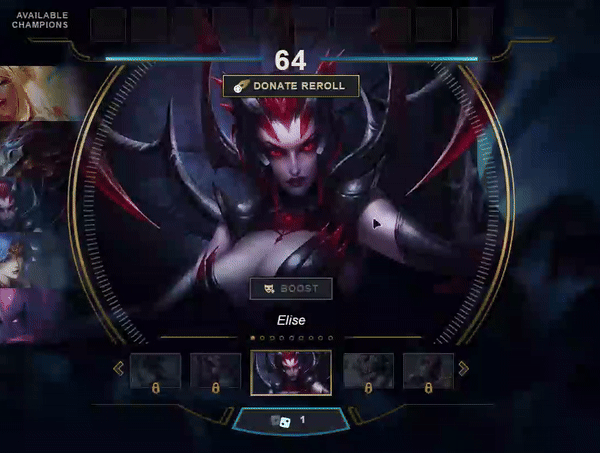 AVAILABLE
CHAMPIONS
64
DONATE REROLL
BOOST
Elise
1